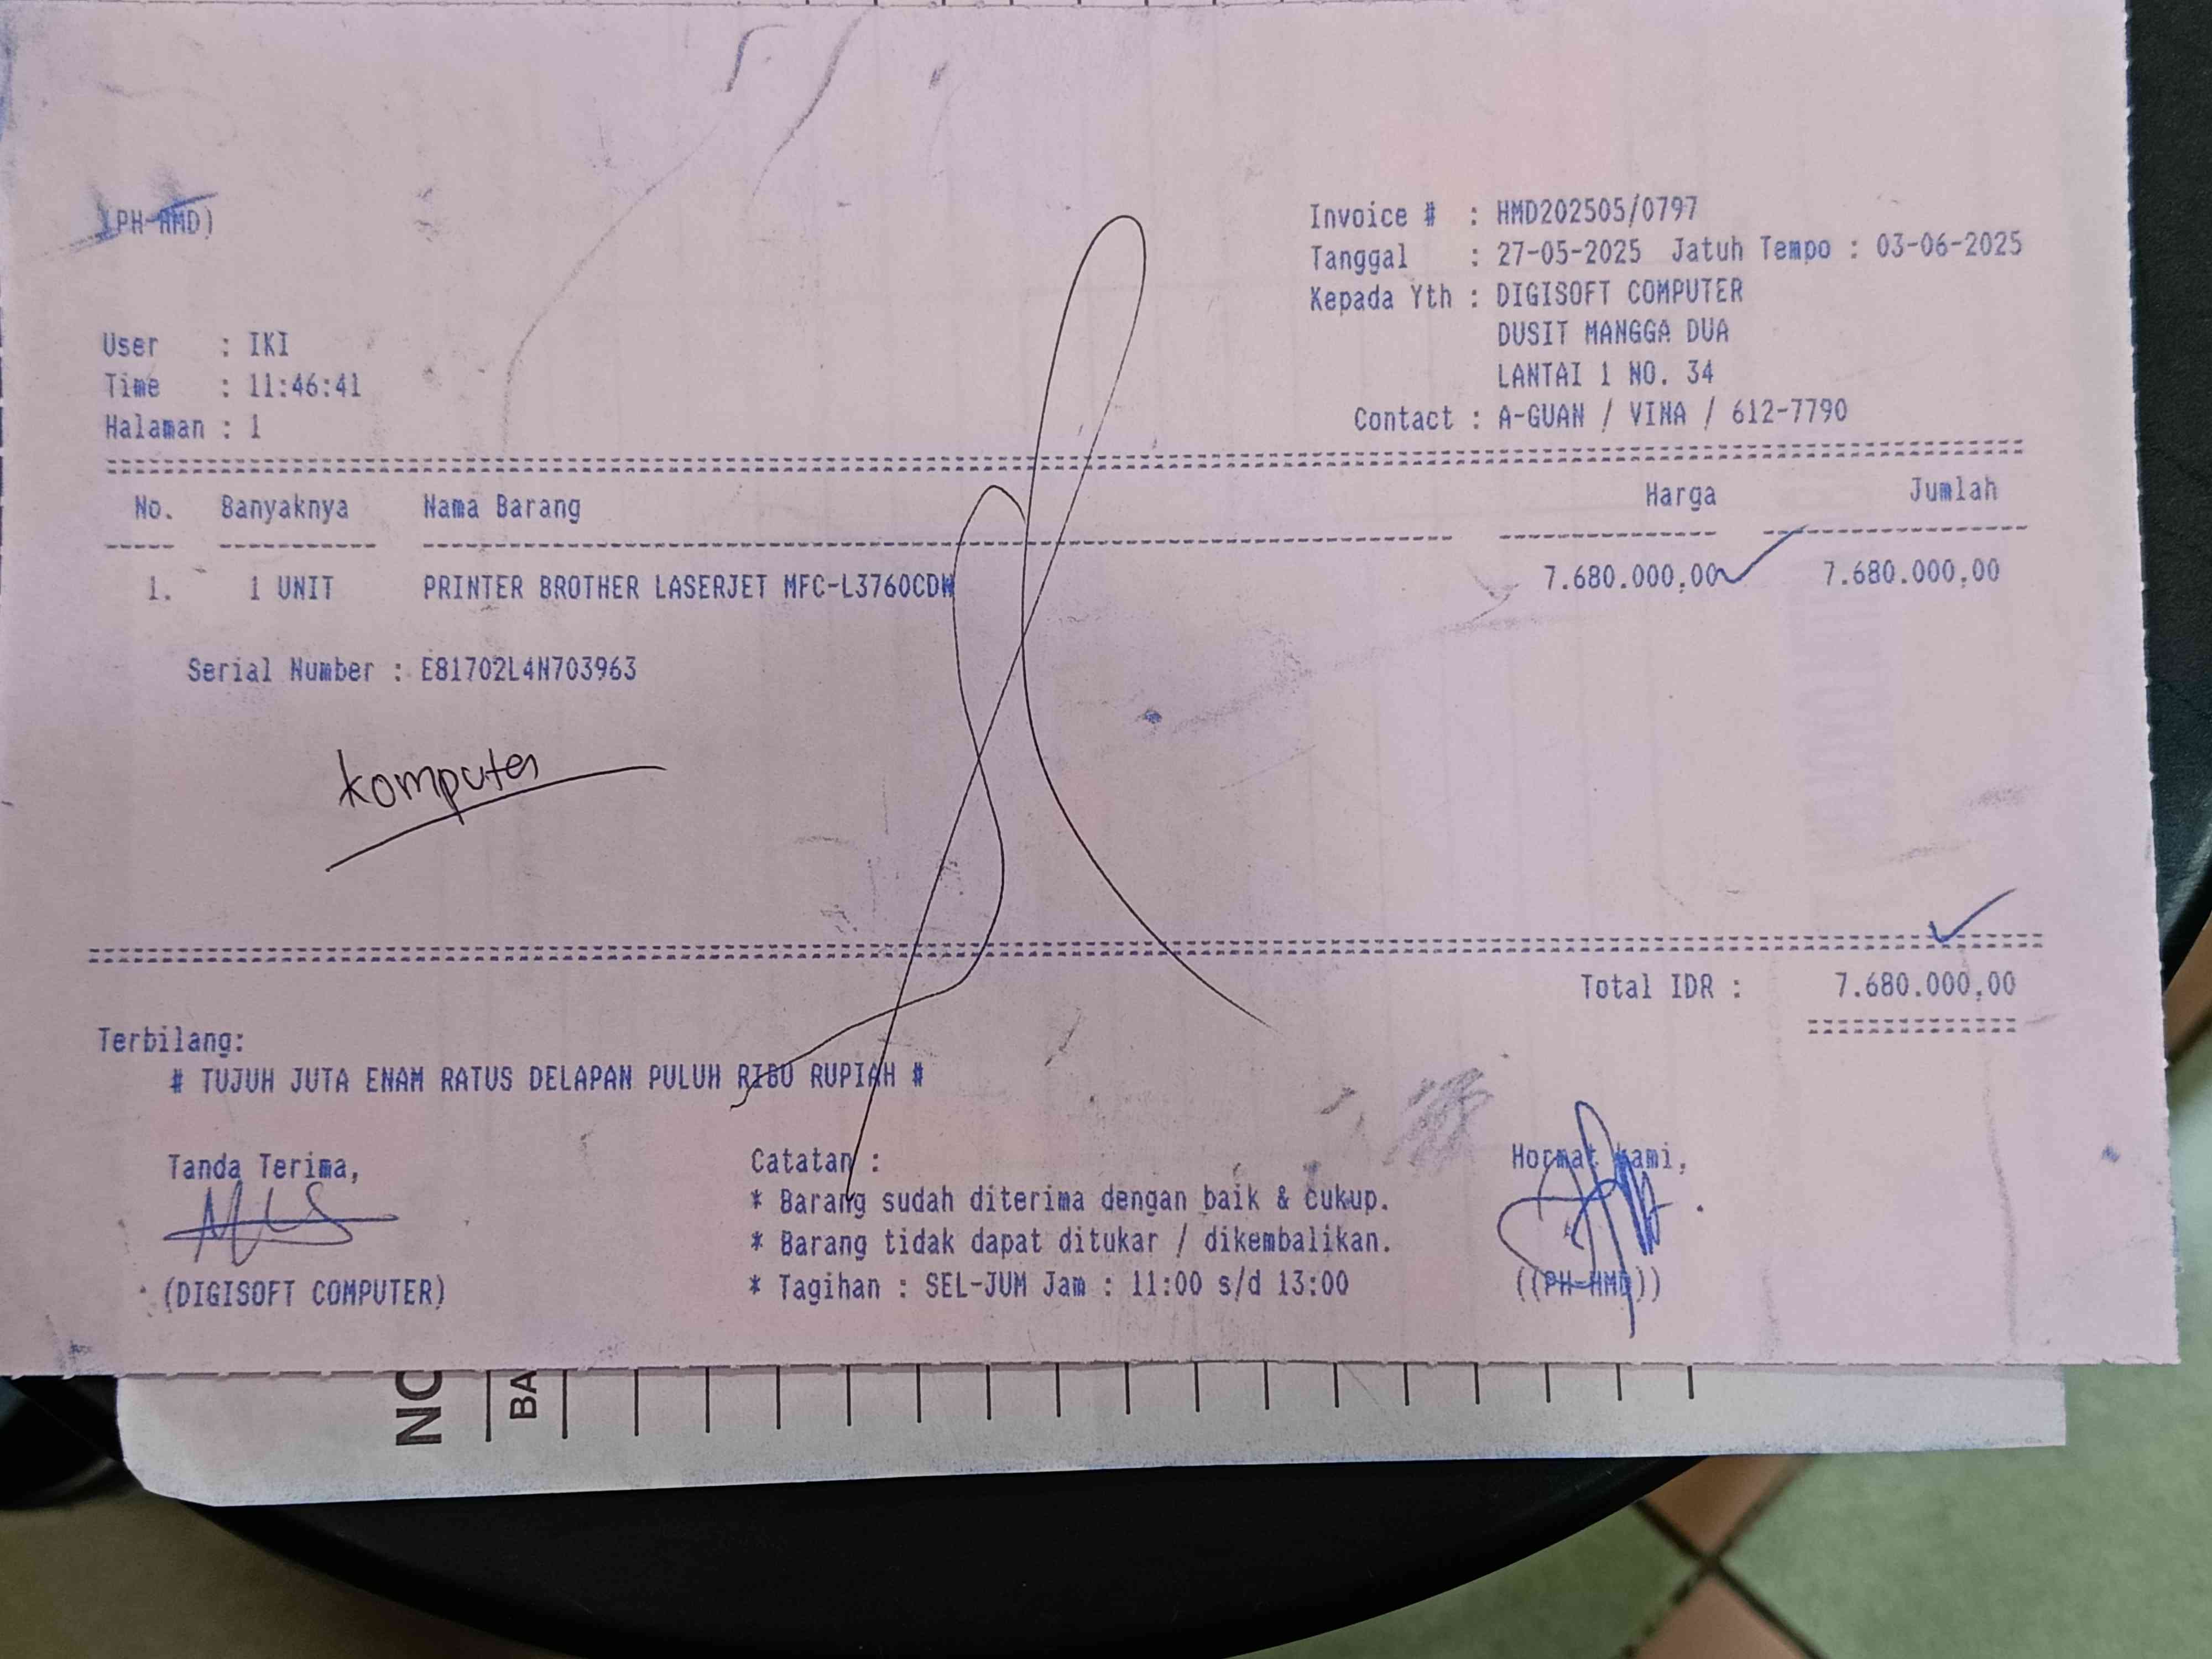 (PH-HMD)
Invoice # : HMD202505/0797
Tanggal : 27-05-2025 Jatuh Tempo : 03-06-2025
Kepada Yth : DIGISOFT COMPUTER
DUSIT MANGGA DUA
LANTAI 1 NO. 34
Contact : A-GUAN / VINA / 612-7790
User : IKI
Time : 11:46:41
Halaman : 1
No. Banyaknya Nama Barang Harga Jumlah
1. 1 UNIT PRINTER BROTHER LASERJET MFC-L3760CDW 7.680.000,00 7.680.000,00
Serial Number : E81702L4N703963
komputer
Total IDR : 7.680.000,00
Terbilang:
# TUJUH JUTA ENAM RATUS DELAPAN PULUH RIBU RUPIAH #
Tanda Terima,
(DIGISOFT COMPUTER)
Catatan :
* Barang sudah diterima dengan baik & cukup.
* Barang tidak dapat ditukar / dikembalikan.
* Tagihan : SEL-JUM Jam : 11:00 s/d 13:00
Hormat kami,
((PH-HMD))